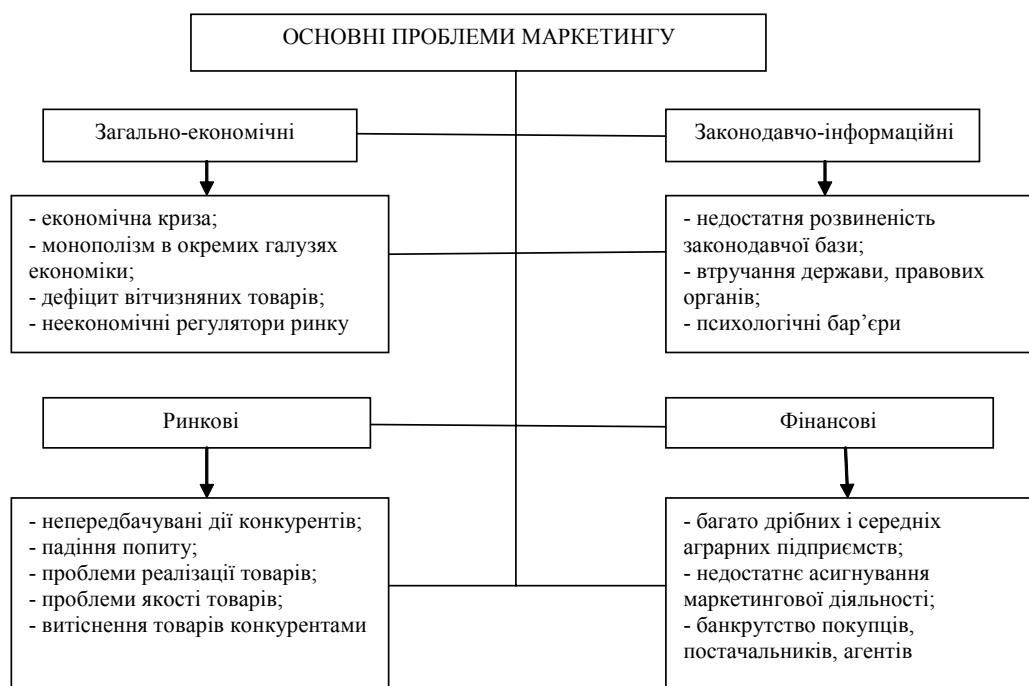 ОСНОВНІ ПРОБЛЕМИ МАРКЕТИНГУ
Загально-економічні
Законодавчо-інформаційні
- економічна криза;
- монополізм в окремих галузях
економіки;
- дефіцит вітчизняних товарів;
- неекономічні регулятори ринку
- недостатня розвиненість
законодавчої бази;
- втручання держави, правових
органів;
- психологічні бар’єри
Ринкові
Фінансові
- непередбачувані дії конкурентів;
- падіння попиту;
- проблеми реалізації товарів;
- проблеми якості товарів;
- витіснення товарів конкурентами
- багато дрібних і середніх
аграрних підприємств;
- недостатнє асигнування
маркетингової діяльності;
- банкрутство покупців,
постачальників, агентів